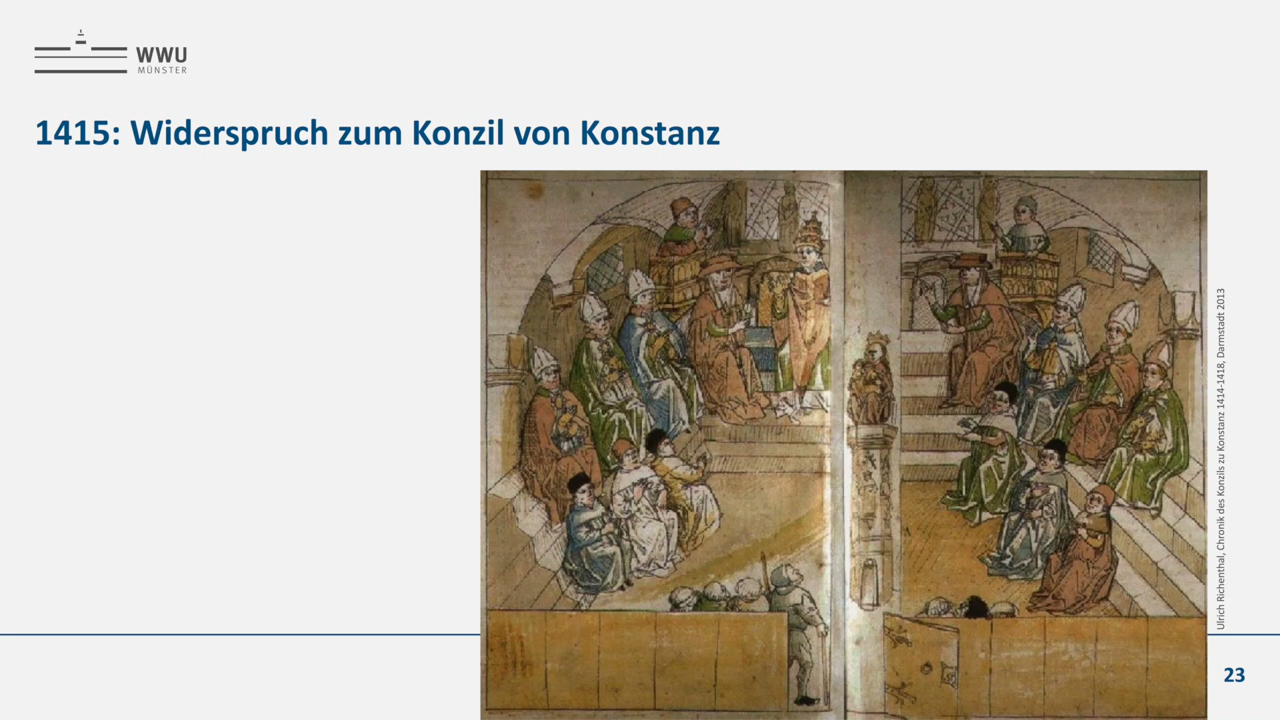 WWU
MÜNSTER
1415: Widerspruch zum Konzil von Konstanz
Ulrich Richenthal, Chronik des Konzils zu Konstanz 1414-1418, Darmstadt 2013
23